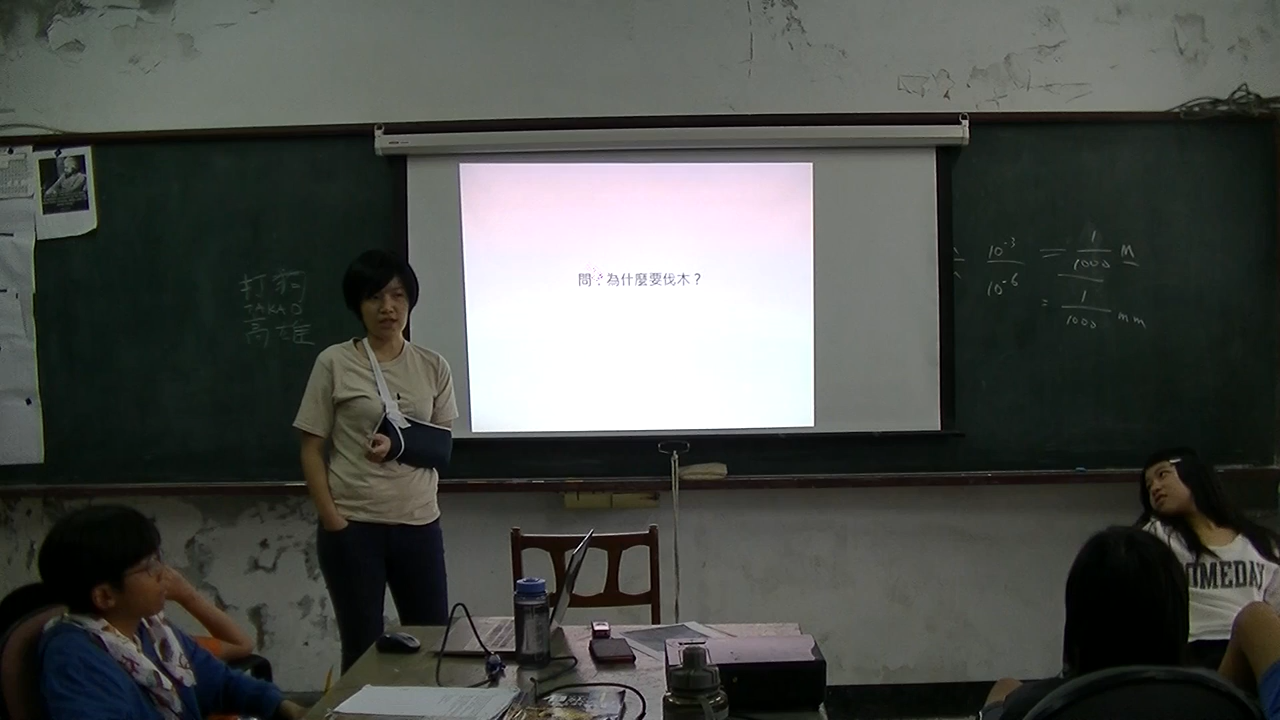 問：為什麼要伐木？
打狗
TAKAO
高雄
10⁻³ = 1/1000 M
10⁻⁶
= 1/1000 mm
OMEDAY